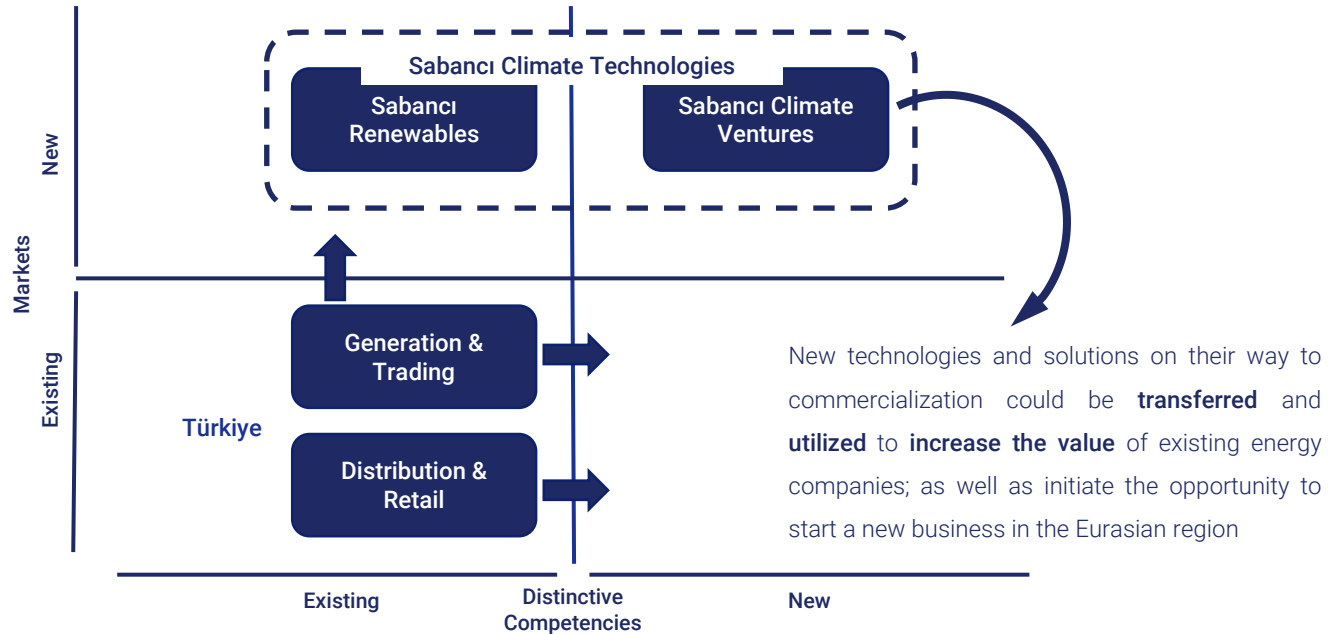 Sabancı Climate Technologies
Sabancı
Renewables
Sabancı Climate
Ventures
New
Markets
Existing
Türkiye
Generation &
Trading
Distribution &
Retail
New technologies and solutions on their way to
commercialization could be transferred and
utilized to increase the value of existing energy
companies; as well as initiate the opportunity to
start a new business in the Eurasian region
Existing
Distinctive
Competencies
New